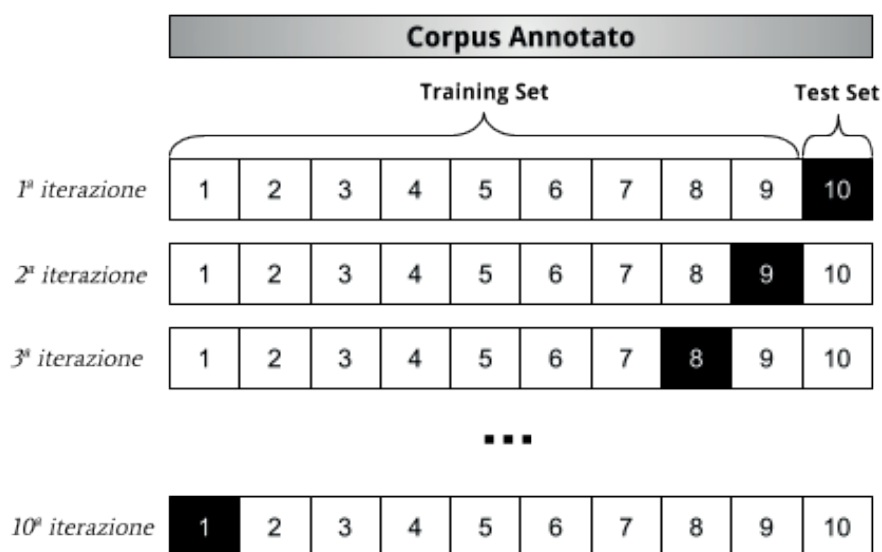 Corpus Annotato
Training Set Test Set
1ª iterazione 1 2 3 4 5 6 7 8 9 10
2ª iterazione 1 2 3 4 5 6 7 8 9 10
3ª iterazione 1 2 3 4 5 6 7 8 9 10
...
10ª iterazione 1 2 3 4 5 6 7 8 9 10